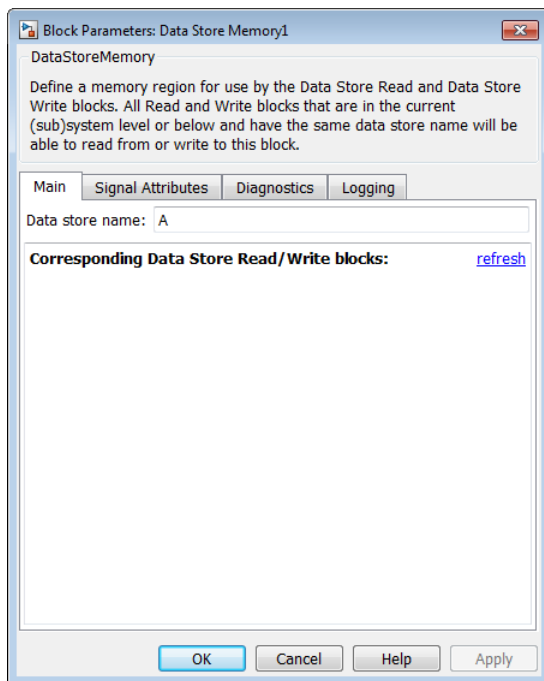 Block Parameters: Data Store Memory1
DataStoreMemory
Define a memory region for use by the Data Store Read and Data Store
Write blocks. All Read and Write blocks that are in the current
(sub)system level or below and have the same data store name will be
able to read from or write to this block.
Main Signal Attributes Diagnostics Logging
Data store name: A
Corresponding Data Store Read/Write blocks: refresh
OK Cancel Help Apply